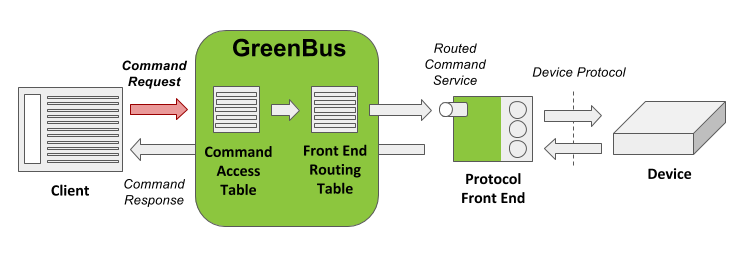 GreenBus
Command
Request
Routed
Command
Service
Device Protocol
Command
Access
Table
Front End
Routing
Table
Client
Command
Response
Protocol
Front End
Device